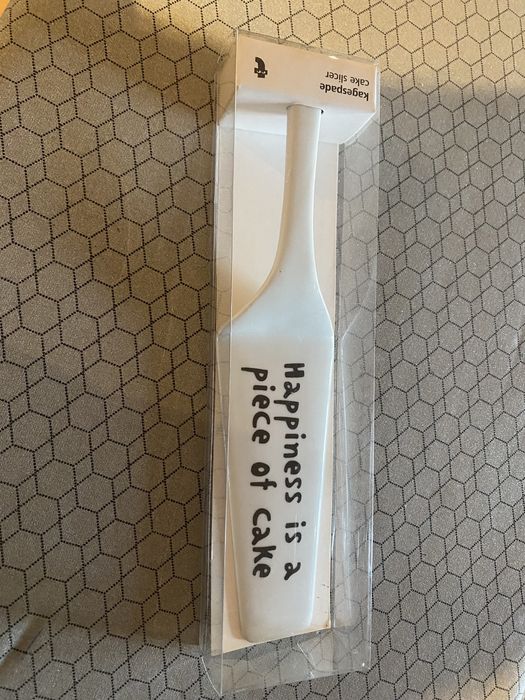 kagespade
cake slicer
Happiness is a
piece of cake